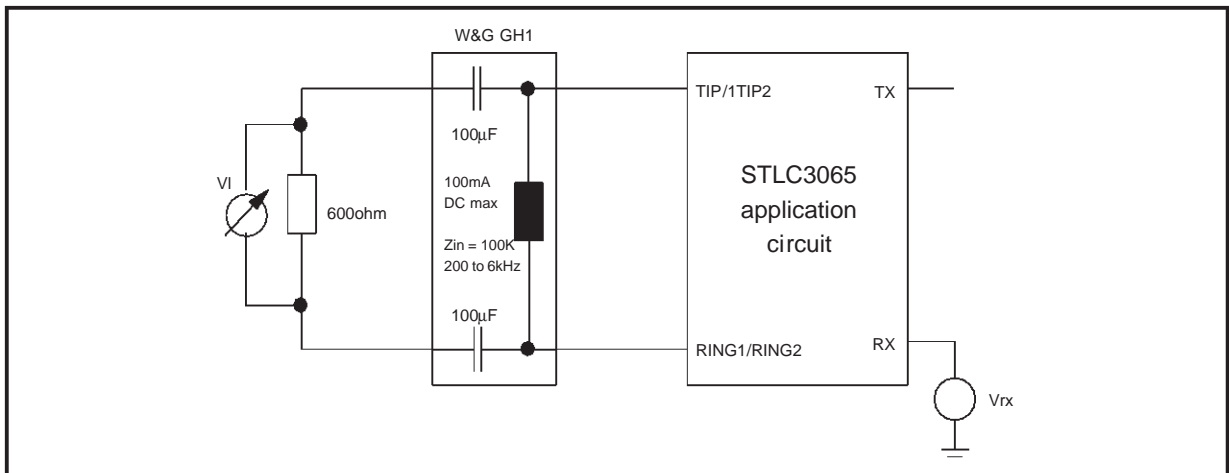 W&G GH1
TIP/1TIP2
TX
100μF
STLC3065
application
circuit
VI
600ohm
100mA
DC max
Zin = 100K
200 to 6kHz
100μF
RING1/RING2
RX
Vrx